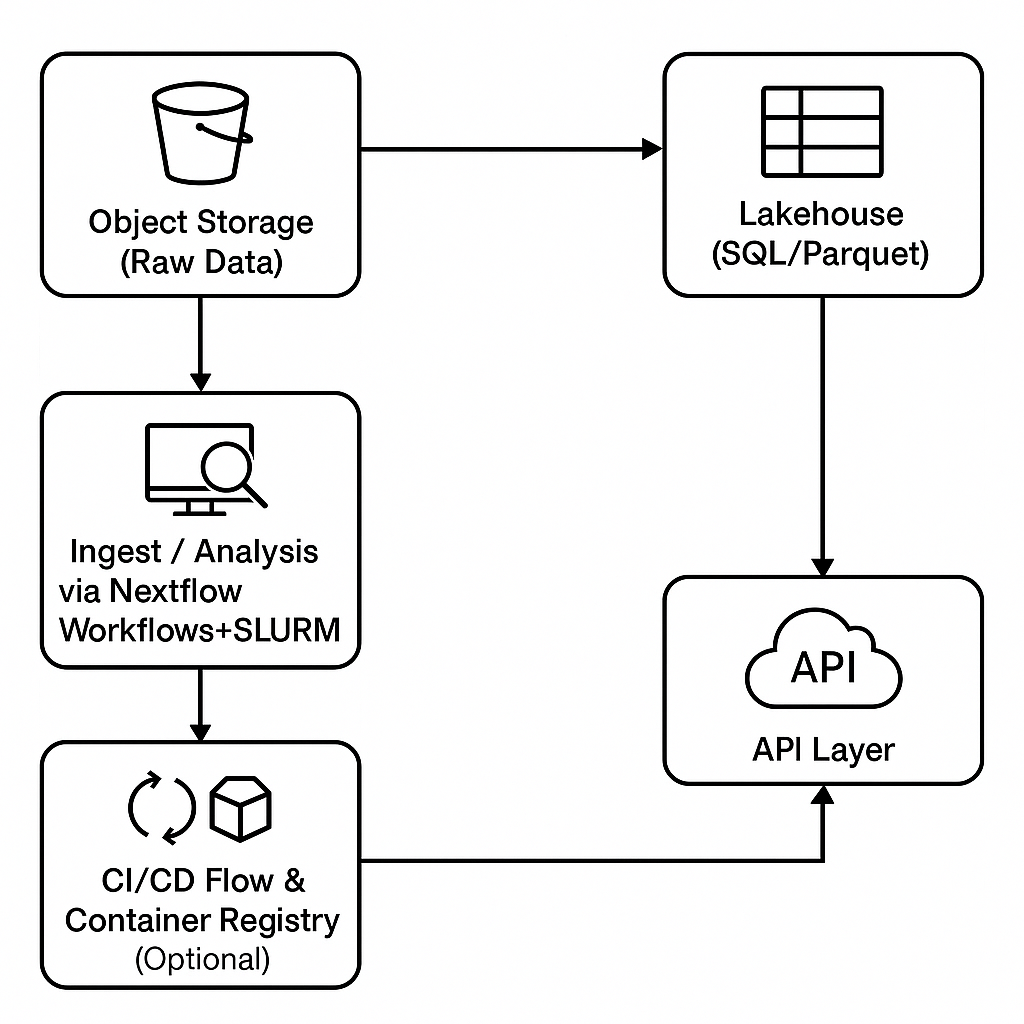 Object Storage
(Raw Data)
Lakehouse
(SQL/Parquet)
Ingest / Analysis
via Nextflow
Workflows+SLURM
API
API Layer
CI/CD Flow &
Container Registry
(Optional)